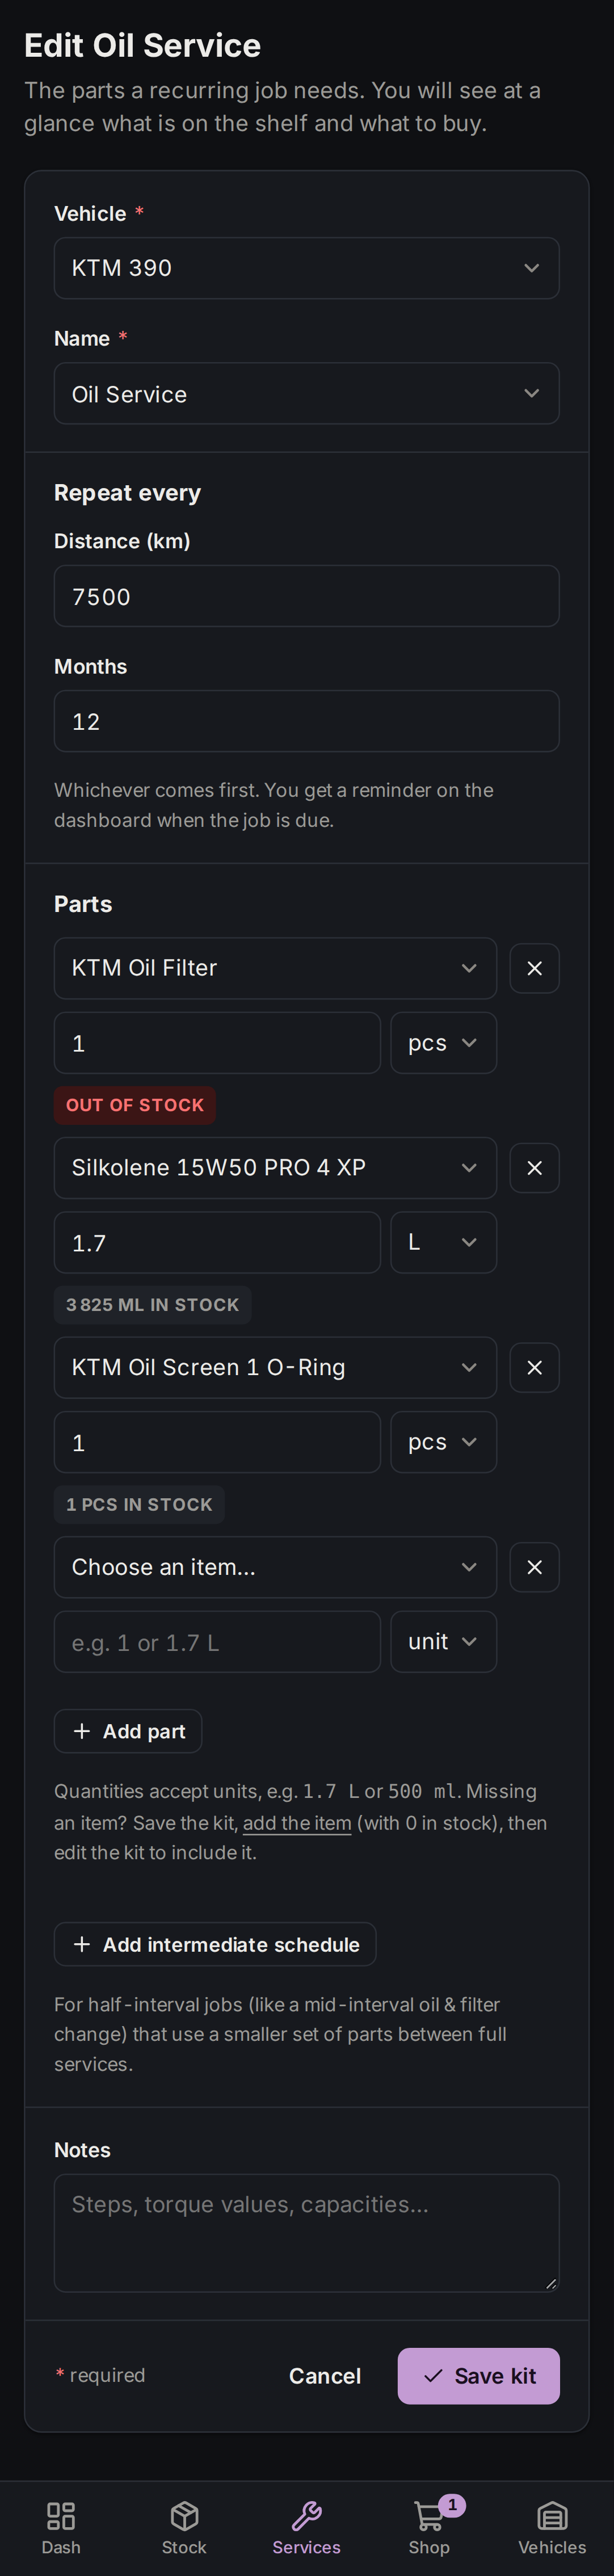 Edit Oil Service
The parts a recurring job needs. You will see at a
glance what is on the shelf and what to buy.
Vehicle *
KTM 390
Name *
Oil Service
Repeat every
Distance (km)
7500
Months
12
Whichever comes first. You get a reminder on the
dashboard when the job is due.
Parts
KTM Oil Filter
1
pcs
OUT OF STOCK
Silkolene 15W50 PRO 4 XP
1.7
L
3 825 ML IN STOCK
KTM Oil Screen 1 O-Ring
1
pcs
1 PCS IN STOCK
Choose an item...
e.g. 1 or 1.7 L
unit
Add part
Quantities accept units, e.g. 1.7 L or 500 ml. Missing
an item? Save the kit, add the item (with 0 in stock), then
edit the kit to include it.
Add intermediate schedule
For half-interval jobs (like a mid-interval oil & filter
change) that use a smaller set of parts between full
services.
Notes
Steps, torque values, capacities...
* required
Cancel
Save kit
1
Dash
Stock
Services
Shop
Vehicles